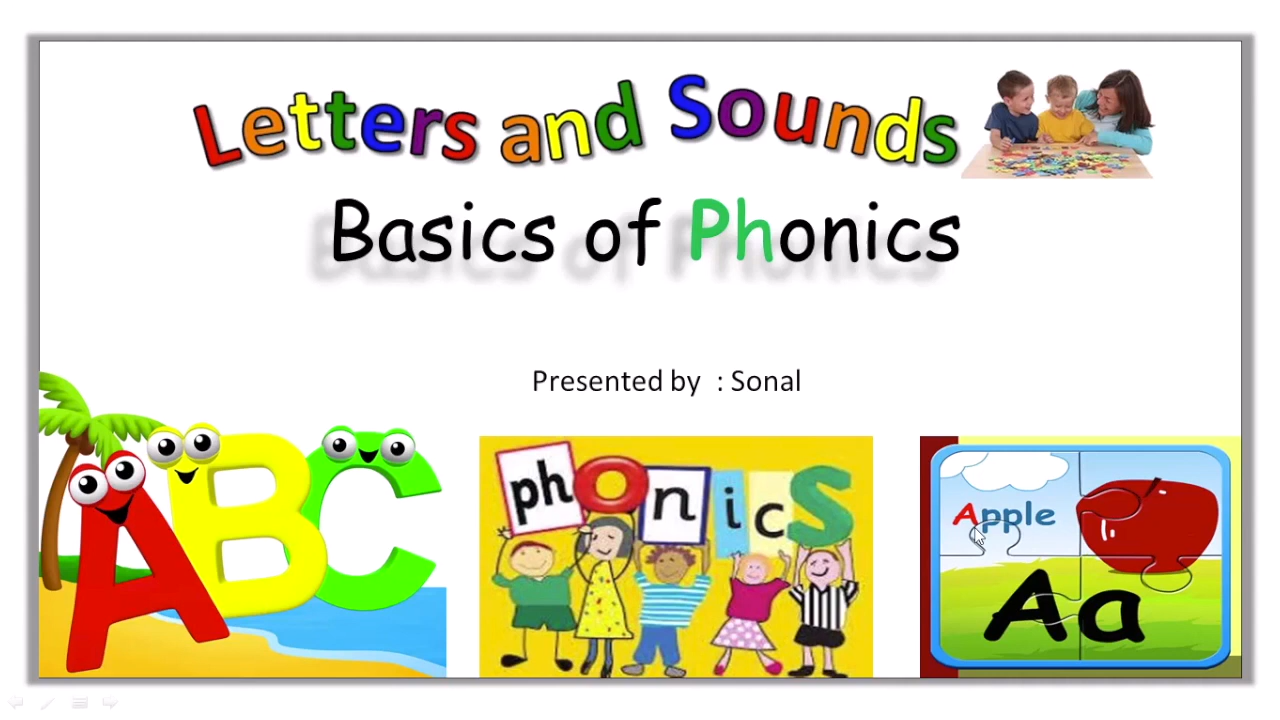 Letters and Sounds
Basics of Phonics
Presented by : Sonal
ABC
phonics
Apple
Aa